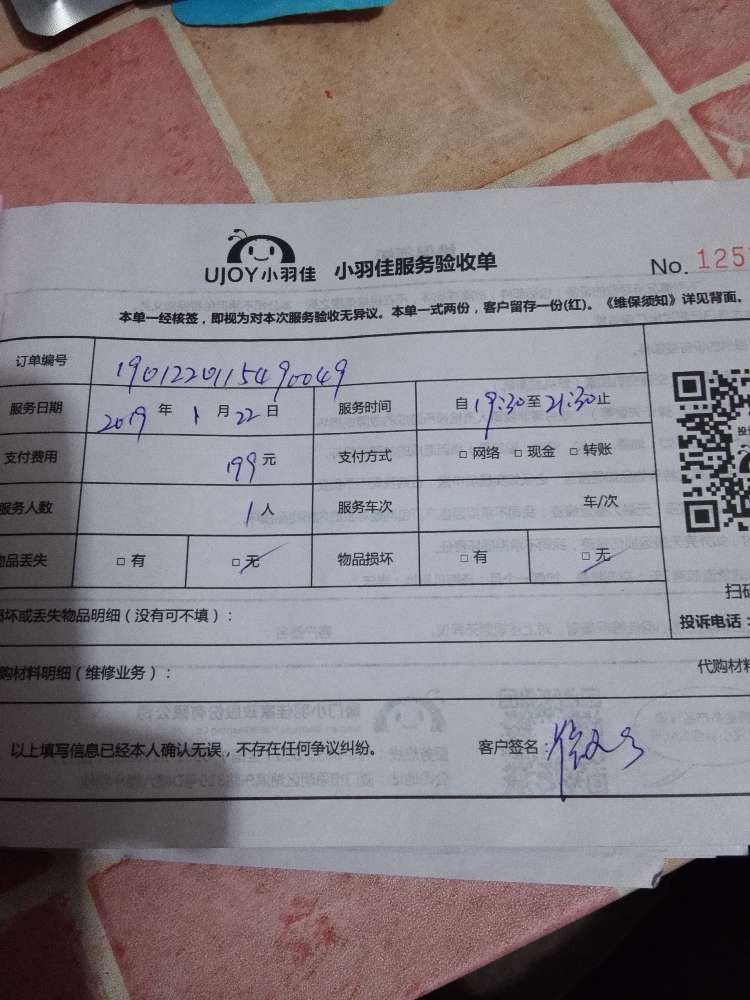 UJOY小羽佳 小羽佳服务验收单 No. 125
本单一经核签，即视为对本次服务验收无异议。本单一式两份，客户留存一份(红)。《维保须知》详见背面。
订单编号 1901220115490049
服务日期 2019 年 1 月 22 日 服务时间 自 19:30 至 21:30 止
支付费用 199 元 支付方式 □ 网络 □ 现金 □ 转账
服务人数 1 人 服务车次 车/次
品丢失 □ 有 □ 无 物品损坏 □ 有 □ 无
坏或丢失物品明细（没有可不填）：
扫码
投诉电话：
购材料明细（维修业务）： 代购材料
以上填写信息已经本人确认无误，不存在任何争议纠纷。 客户签名：